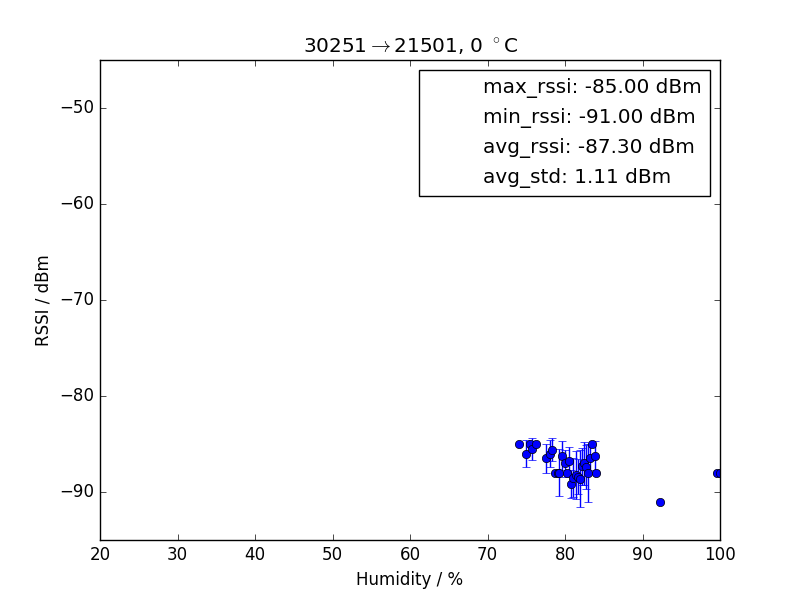 30251→21501, 0 °C
max_rssi: -85.00 dBm
min_rssi: -91.00 dBm
avg_rssi: -87.30 dBm
avg_std: 1.11 dBm
RSSI / dBm
−50
−60
−70
−80
−90
20 30 40 50 60 70 80 90 100
Humidity / %